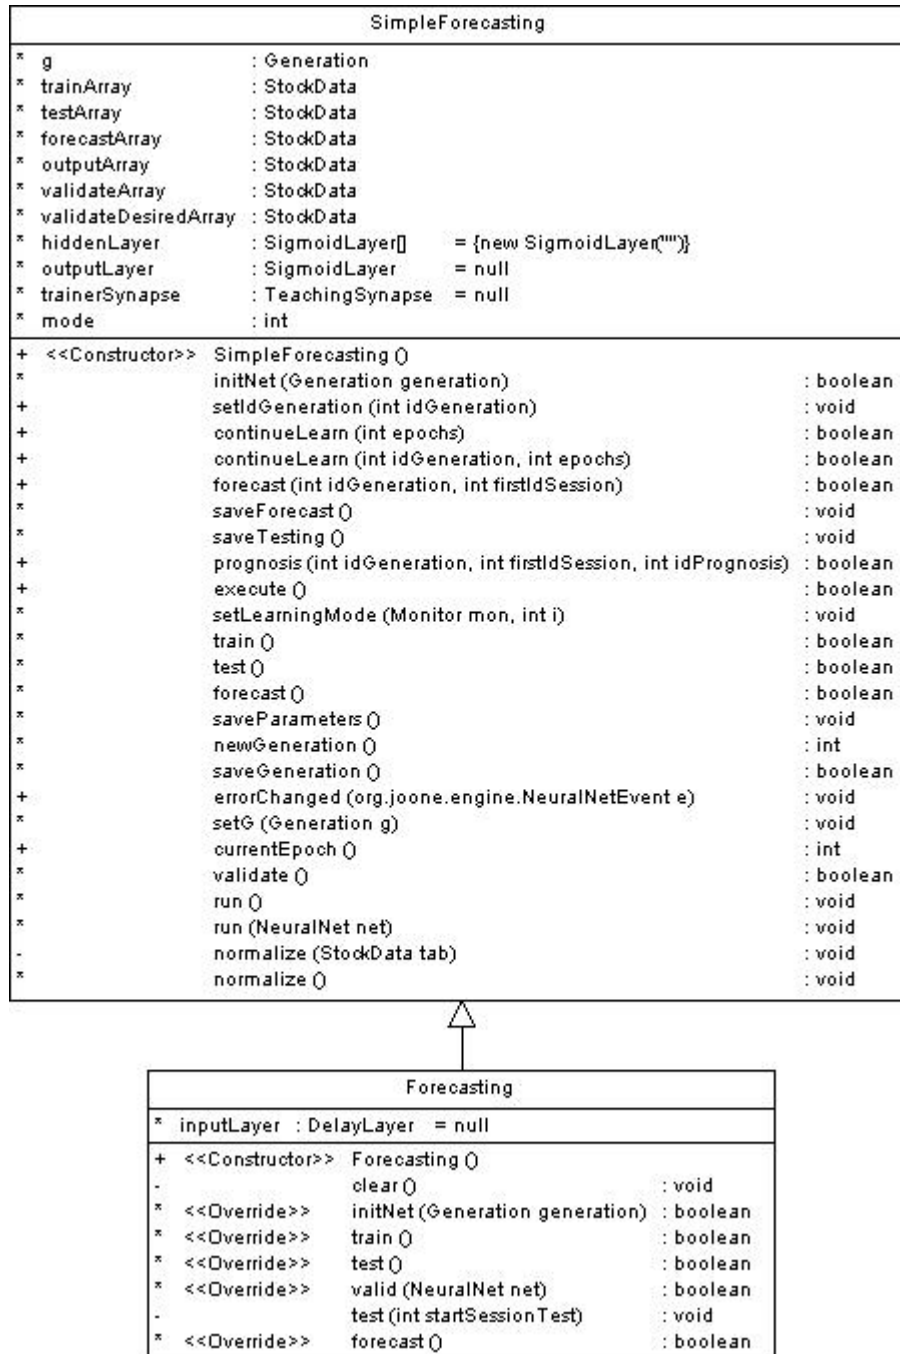 SimpleForecasting
* g : Generation
* trainArray : StockData
* testArray : StockData
* forecastArray : StockData
* outputArray : StockData
* validateArray : StockData
* validateDesiredArray : StockData
* hiddenLayer : SigmoidLayer[] = {new SigmoidLayer("")}
* outputLayer : SigmoidLayer = null
* trainerSynapse : TeachingSynapse = null
* mode : int
+ <<Constructor>> SimpleForecasting ()
* initNet (Generation generation) : boolean
+ setIdGeneration (int idGeneration) : void
+ continueLearn (int epochs) : boolean
+ continueLearn (int idGeneration, int epochs) : boolean
+ forecast (int idGeneration, int firstIdSession) : boolean
* saveForecast () : void
* saveTesting () : void
+ prognosis (int idGeneration, int firstIdSession, int idPrognosis) : boolean
+ execute () : boolean
* setLearningMode (Monitor mon, int i) : void
* train () : boolean
* test () : boolean
* forecast () : boolean
* saveParameters () : void
* newGeneration () : int
* saveGeneration () : boolean
+ errorChanged (org.joone.engine.NeuralNetEvent e) : void
* setG (Generation g) : void
+ currentEpoch () : int
* validate () : boolean
* run () : void
* run (NeuralNet net) : void
- normalize (StockData tab) : void
* normalize () : void
Forecasting
* inputLayer : DelayLayer = null
+ <<Constructor>> Forecasting ()
- clear () : void
* <<Override>> initNet (Generation generation) : boolean
* <<Override>> train () : boolean
* <<Override>> test () : boolean
* <<Override>> valid (NeuralNet net) : boolean
- test (int startSessionTest) : void
* <<Override>> forecast () : boolean